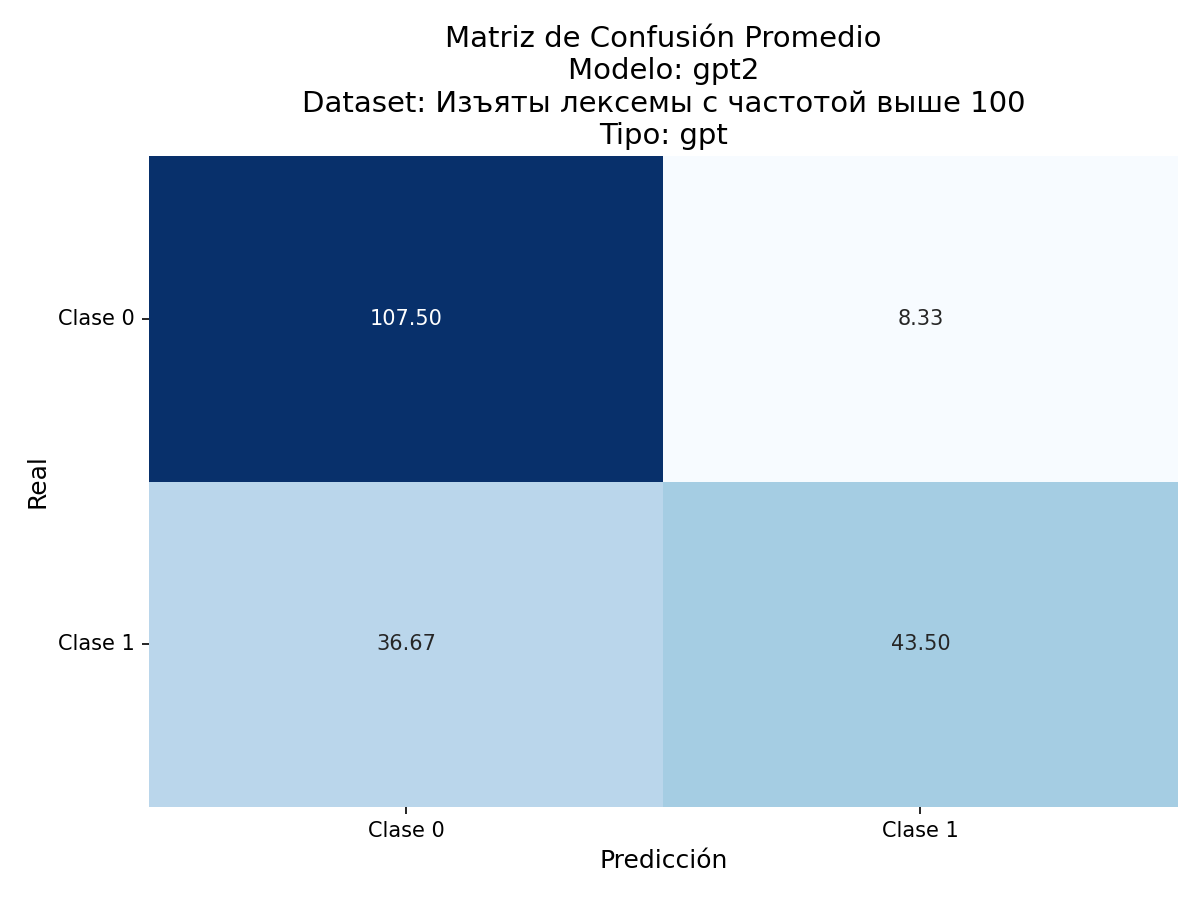 Matriz de Confusión Promedio
Modelo: gpt2
Dataset: Изъяты лексемы с частотой выше 100
Tipo: gpt
Clase 0
107.50
8.33
Real
Clase 1
36.67
43.50
Clase 0
Clase 1
Predicción